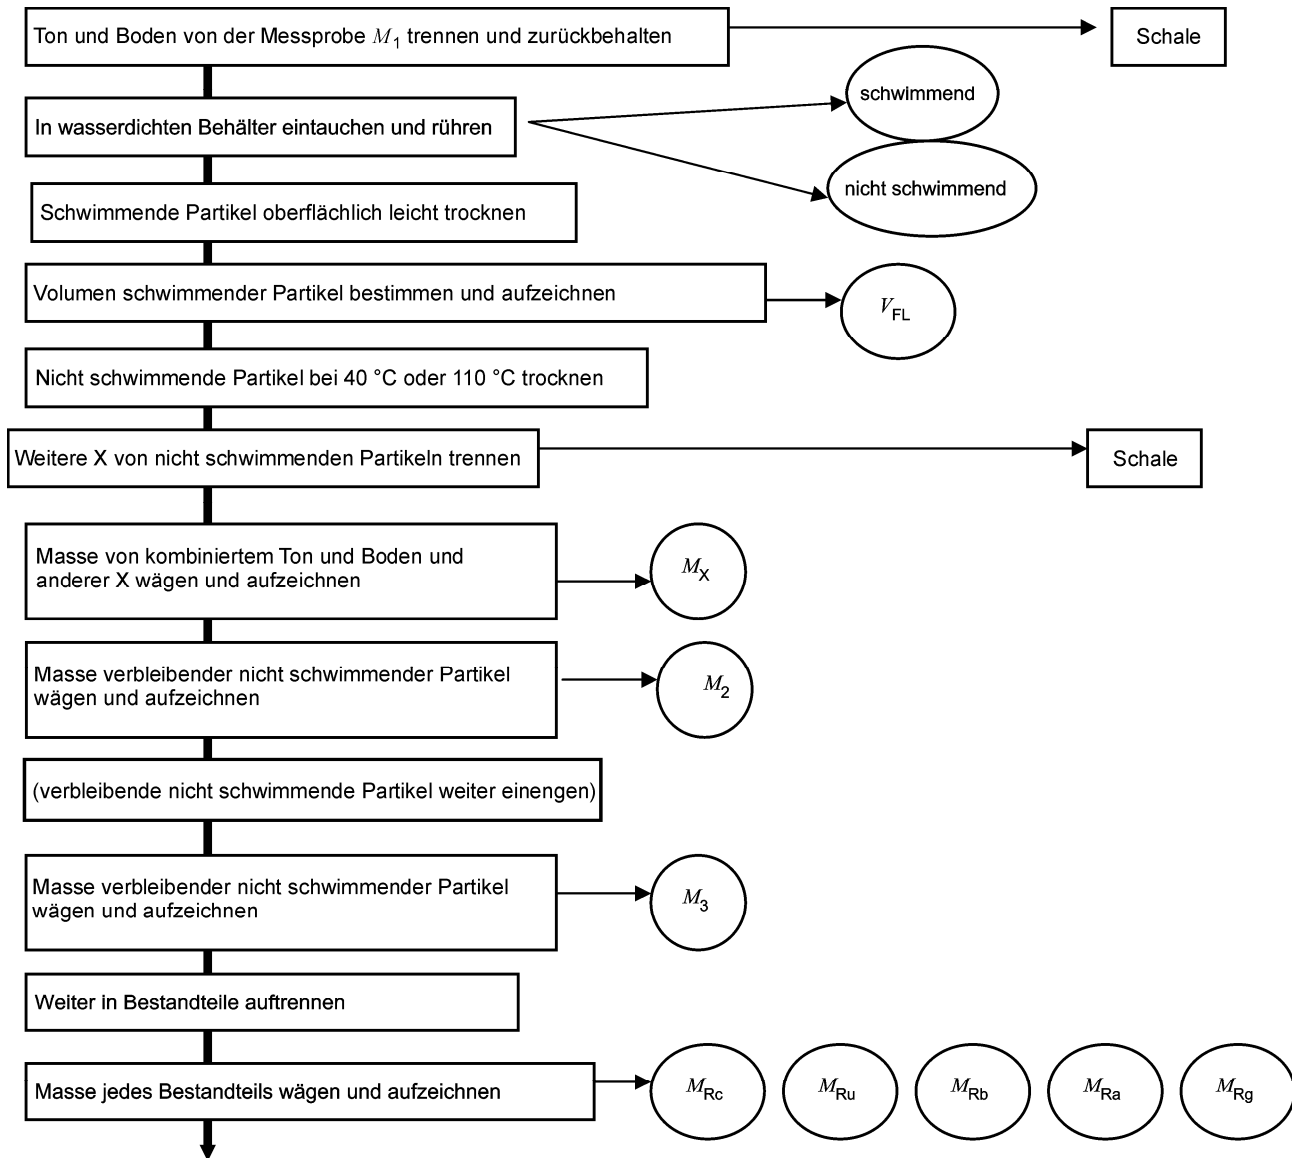 Ton und Boden von der Messprobe M1 trennen und zurückbehalten
Schale
In wasserdichten Behälter eintauchen und rühren
schwimmend
nicht schwimmend
Schwimmende Partikel oberflächlich leicht trocknen
Volumen schwimmender Partikel bestimmen und aufzeichnen
VFL
Nicht schwimmende Partikel bei 40 °C oder 110 °C trocknen
Weitere X von nicht schwimmenden Partikeln trennen
Schale
Masse von kombiniertem Ton und Boden und
anderer X wägen und aufzeichnen
MX
Masse verbleibender nicht schwimmender Partikel
wägen und aufzeichnen
M2
(verbleibende nicht schwimmende Partikel weiter einengen)
Masse verbleibender nicht schwimmender Partikel
wägen und aufzeichnen
M3
Weiter in Bestandteile auftrennen
Masse jedes Bestandteils wägen und aufzeichnen
MRc
MRu
MRb
MRa
MRg